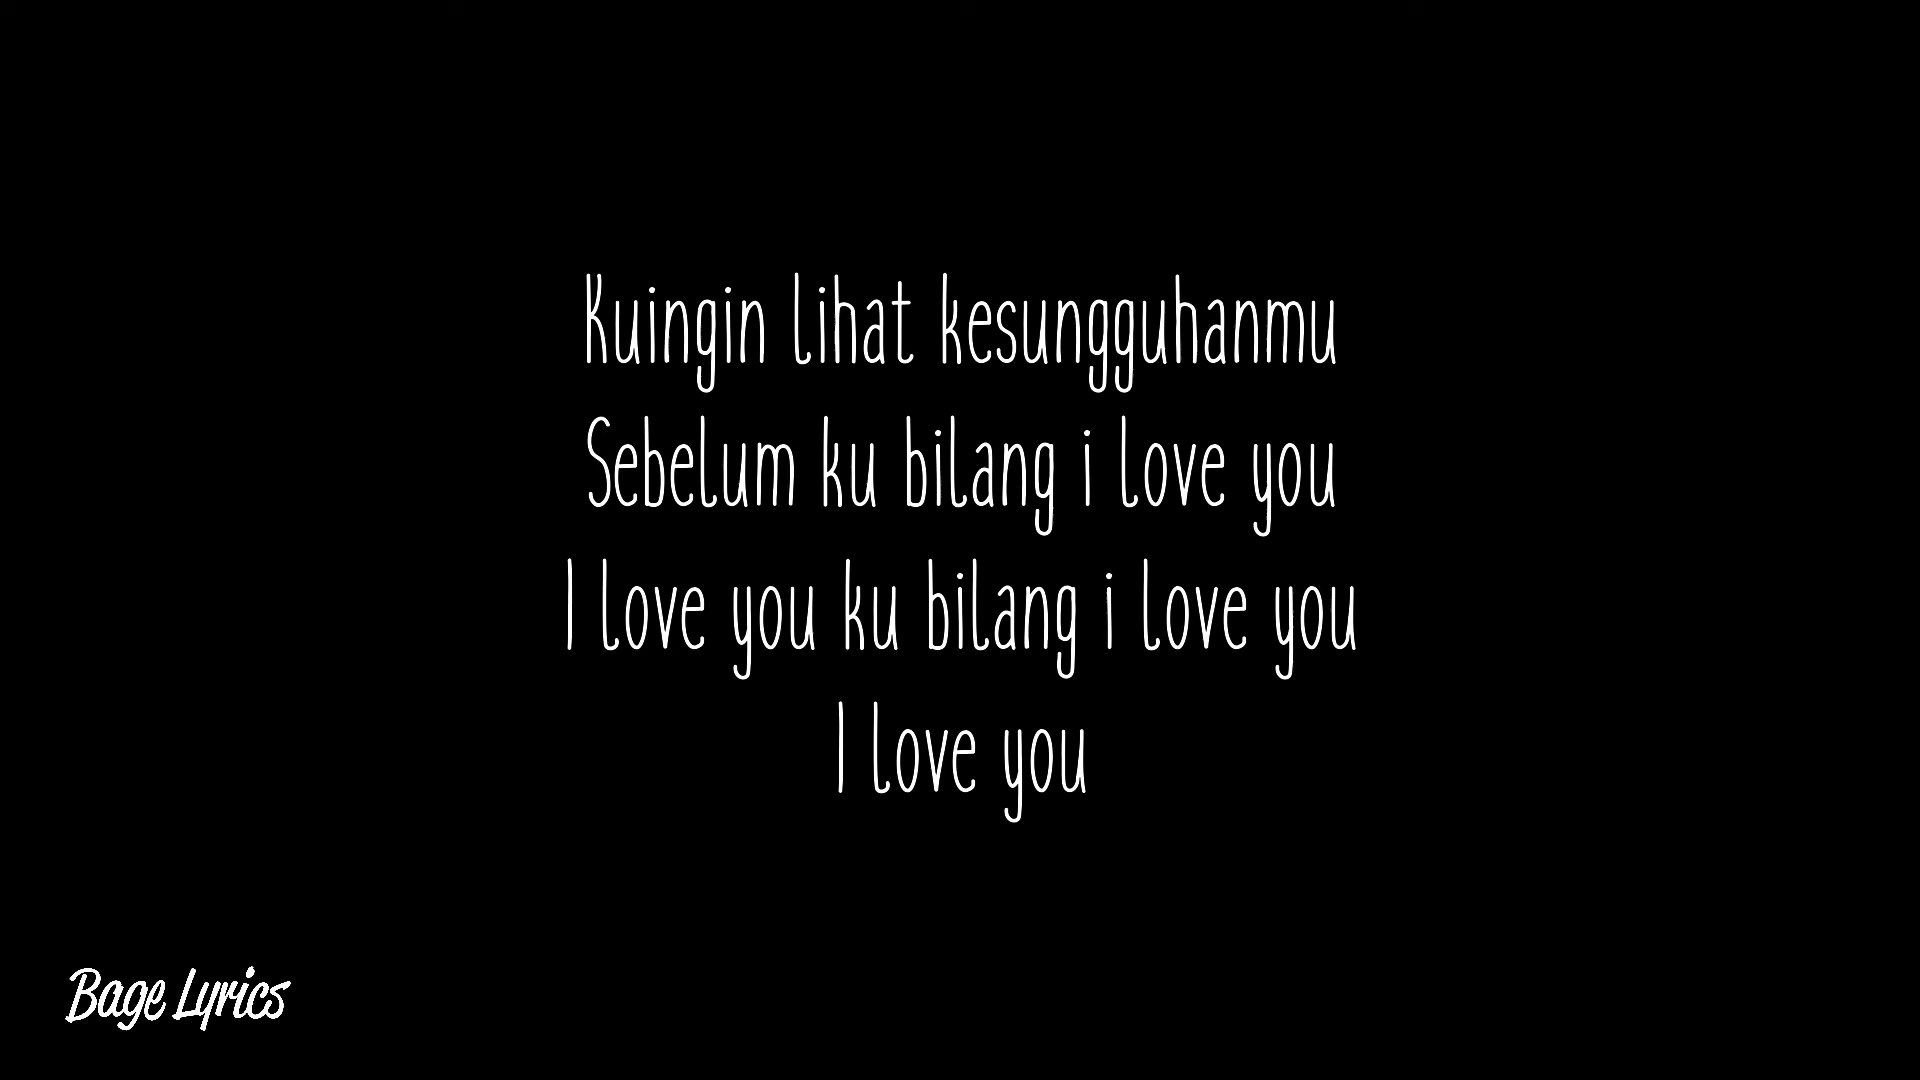 Kuingin lihat kesungguhanmu
Sebelum ku bilang i love you
I love you ku bilang i love you
I love you
Bage Lyrics